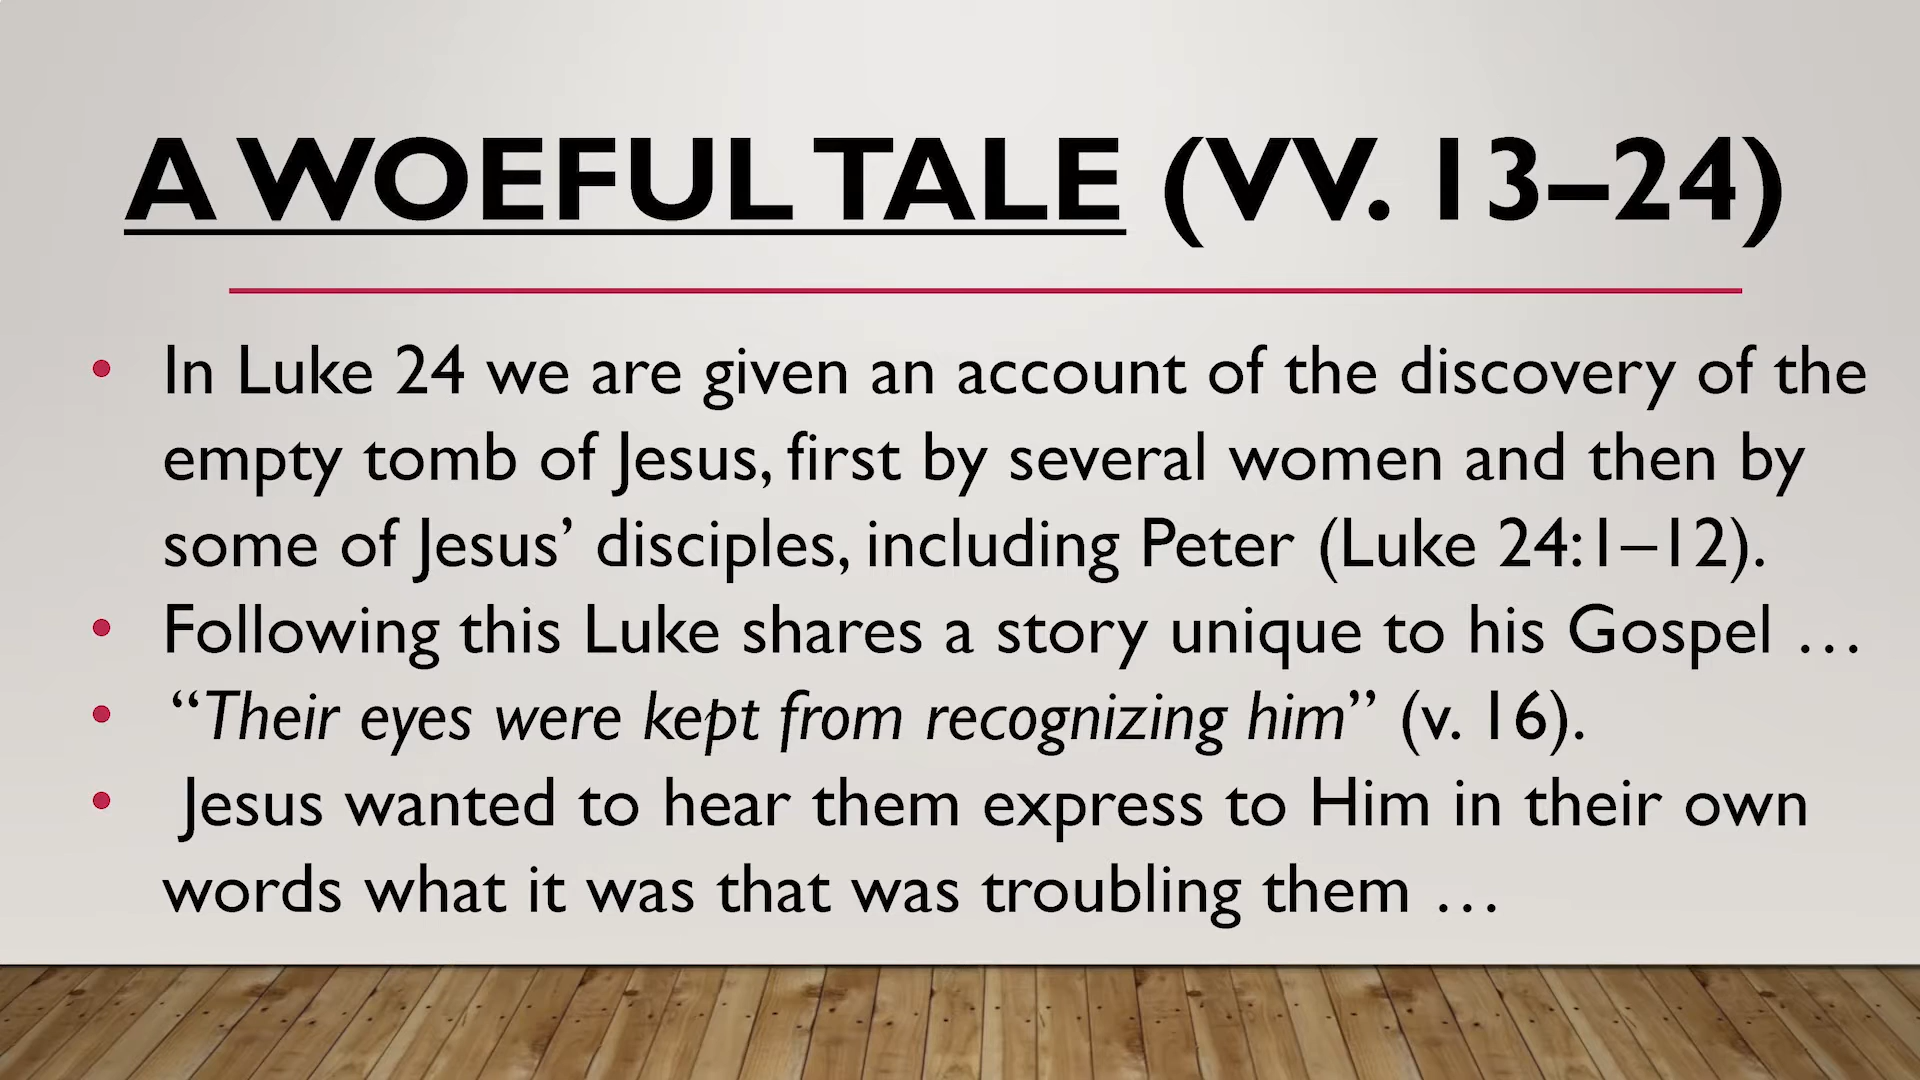 A WOEFUL TALE (VV. 13–24)
• In Luke 24 we are given an account of the discovery of the
empty tomb of Jesus, first by several women and then by
some of Jesus’ disciples, including Peter (Luke 24:1–12).
• Following this Luke shares a story unique to his Gospel …
• “Their eyes were kept from recognizing him” (v. 16).
• Jesus wanted to hear them express to Him in their own
words what it was that was troubling them …